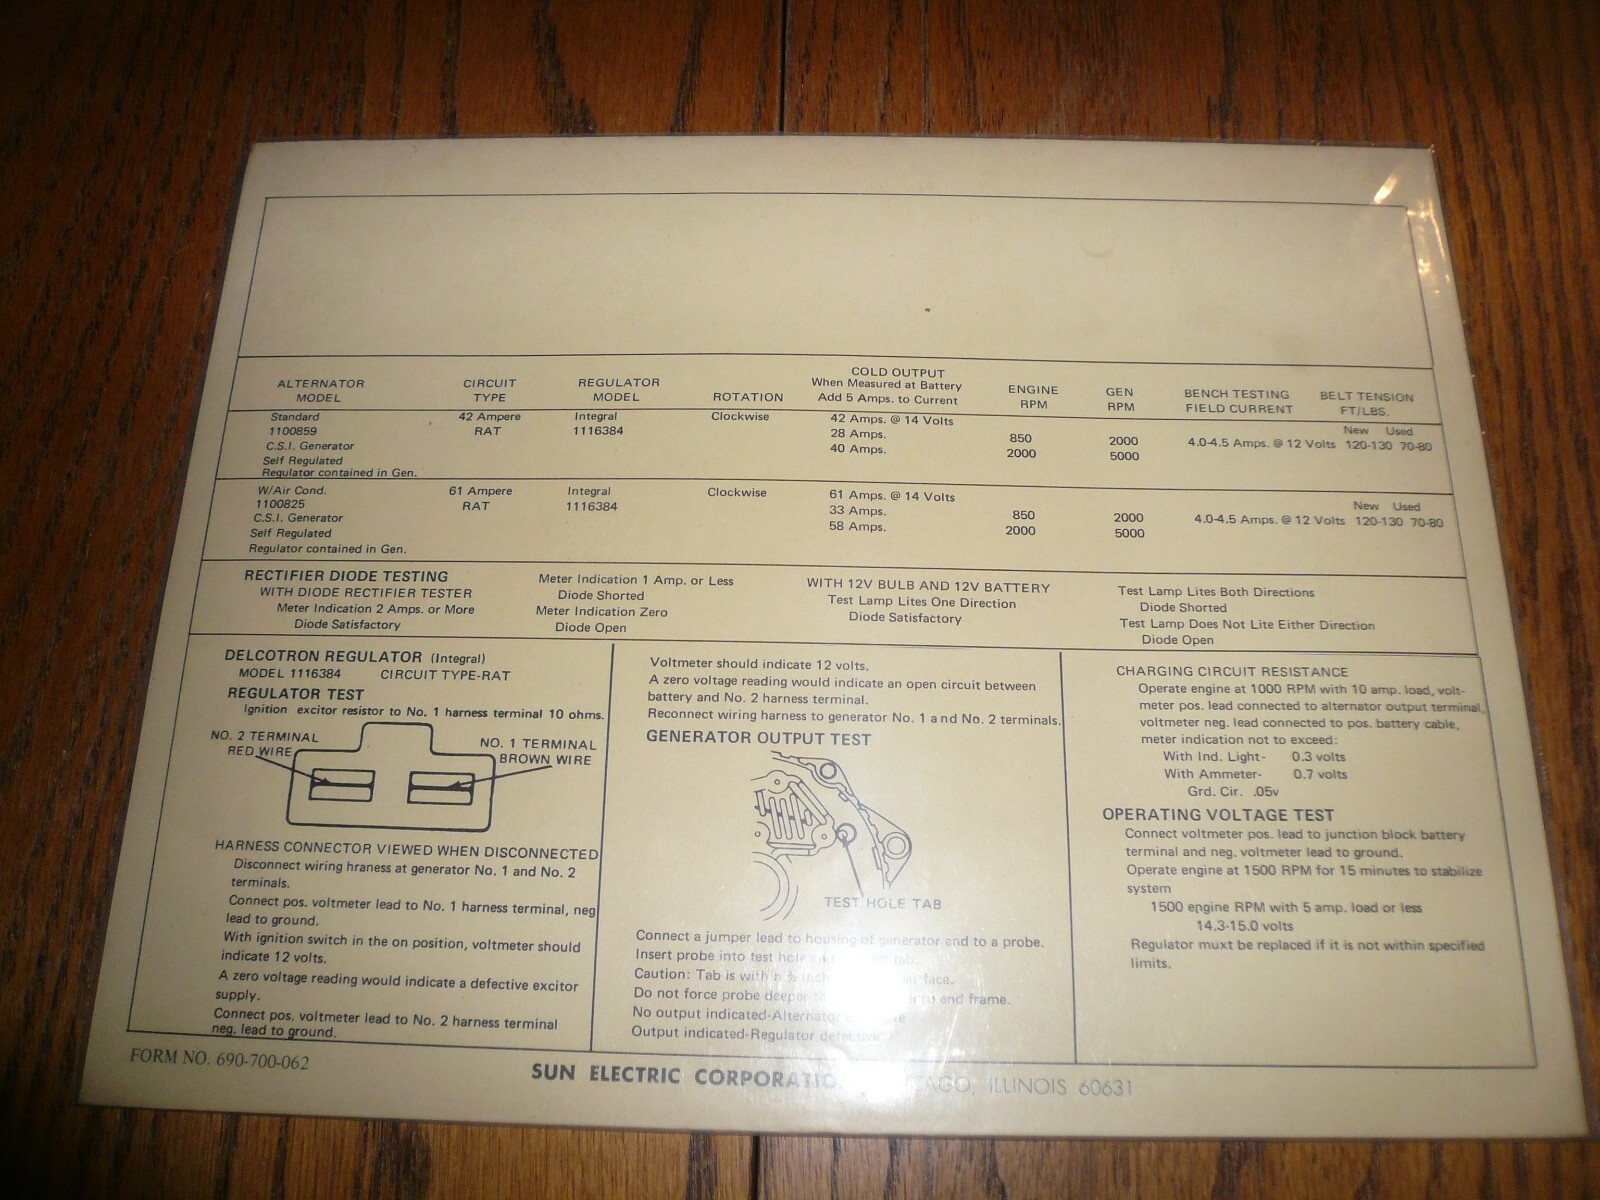 ALTERNATOR MODEL CIRCUIT TYPE REGULATOR MODEL ROTATION COLD OUTPUT When Measured at Battery Add 5 Amps. to Current ENGINE RPM GEN RPM BENCH TESTING FIELD CURRENT BELT TENSION FT/LBS.
Standard 42 Ampere Integral Clockwise 42 Amps. @ 14 Volts New Used
1100859 RAT 1116384 28 Amps. 850 2000 4.0-4.5 Amps. @ 12 Volts 120-130 70-80
C.S.I. Generator 40 Amps. 2000 5000
Self Regulated
Regulator contained in Gen.
W/Air Cond. 61 Ampere Integral Clockwise 61 Amps. @ 14 Volts New Used
1100825 RAT 1116384 33 Amps. 850 2000 4.0-4.5 Amps. @ 12 Volts 120-130 70-80
C.S.I. Generator 58 Amps. 2000 5000
Self Regulated
Regulator contained in Gen.
RECTIFIER DIODE TESTING
WITH DIODE RECTIFIER TESTER
Meter Indication 2 Amps. or More
Diode Satisfactory
Meter Indication 1 Amp. or Less
Diode Shorted
Meter Indication Zero
Diode Open
WITH 12V BULB AND 12V BATTERY
Test Lamp Lites One Direction
Diode Satisfactory
Test Lamp Lites Both Directions
Diode Shorted
Test Lamp Does Not Lite Either Direction
Diode Open
DELCOTRON REGULATOR (Integral)
MODEL 1116384 CIRCUIT TYPE-RAT
REGULATOR TEST
Ignition excitor resistor to No. 1 harness terminal 10 ohms.
NO. 2 TERMINAL
RED WIRE
NO. 1 TERMINAL
BROWN WIRE
HARNESS CONNECTOR VIEWED WHEN DISCONNECTED
Disconnect wiring hraness at generator No. 1 and No. 2
terminals.
Connect pos. voltmeter lead to No. 1 harness terminal, neg
lead to ground.
With ignition switch in the on position, voltmeter should
indicate 12 volts.
A zero voltage reading would indicate a defective excitor
supply.
Connect pos. voltmeter lead to No. 2 harness terminal
neg. lead to ground.
Voltmeter should indicate 12 volts.
A zero voltage reading would indicate an open circuit between
battery and No. 2 harness terminal.
Reconnect wiring harness to generator No. 1 and No. 2 terminals.
GENERATOR OUTPUT TEST
TEST HOLE TAB
Connect a jumper lead to housing of generator and to a probe.
Insert probe into test hole tab.
Caution: Tab is within inch surface.
Do not force probe deeper into end frame.
No output indicated-Alternator
Output indicated-Regulator defective
CHARGING CIRCUIT RESISTANCE
Operate engine at 1000 RPM with 10 amp. load, volt-
meter pos. lead connected to alternator output terminal,
voltmeter neg. lead connected to pos. battery cable,
meter indication not to exceed:
With Ind. Light- 0.3 volts
With Ammeter- 0.7 volts
Grd. Cir. .05v
OPERATING VOLTAGE TEST
Connect voltmeter pos. lead to junction block battery
terminal and neg. voltmeter lead to ground.
Operate engine at 1500 RPM for 15 minutes to stabilize
system
1500 engine RPM with 5 amp. load or less
14.3-15.0 volts
Regulator muxt be replaced if it is not within specified
limits.
FORM NO. 690-700-062
SUN ELECTRIC CORPORATION, CHICAGO, ILLINOIS 60631